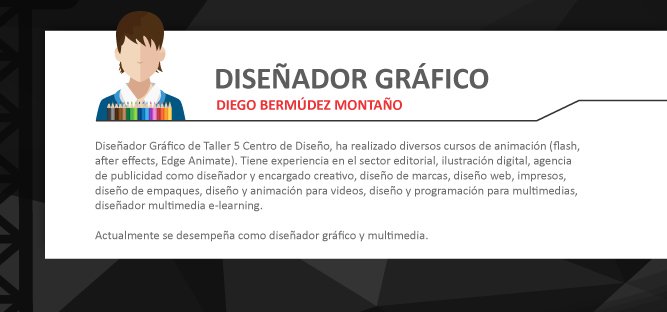 DISEÑADOR GRÁFICO
DIEGO BERMÚDEZ MONTAÑO
Diseñador Gráfico de Taller 5 Centro de Diseño, ha realizado diversos cursos de animación (flash,
after effects, Edge Animate). Tiene experiencia en el sector editorial, ilustración digital, agencia
de publicidad como diseñador y encargado creativo, diseño de marcas, diseño web, impresos,
diseño de empaques, diseño y animación para videos, diseño y programación para multimedias,
diseñador multimedia e-learning.
Actualmente se desempeña como diseñador gráfico y multimedia.